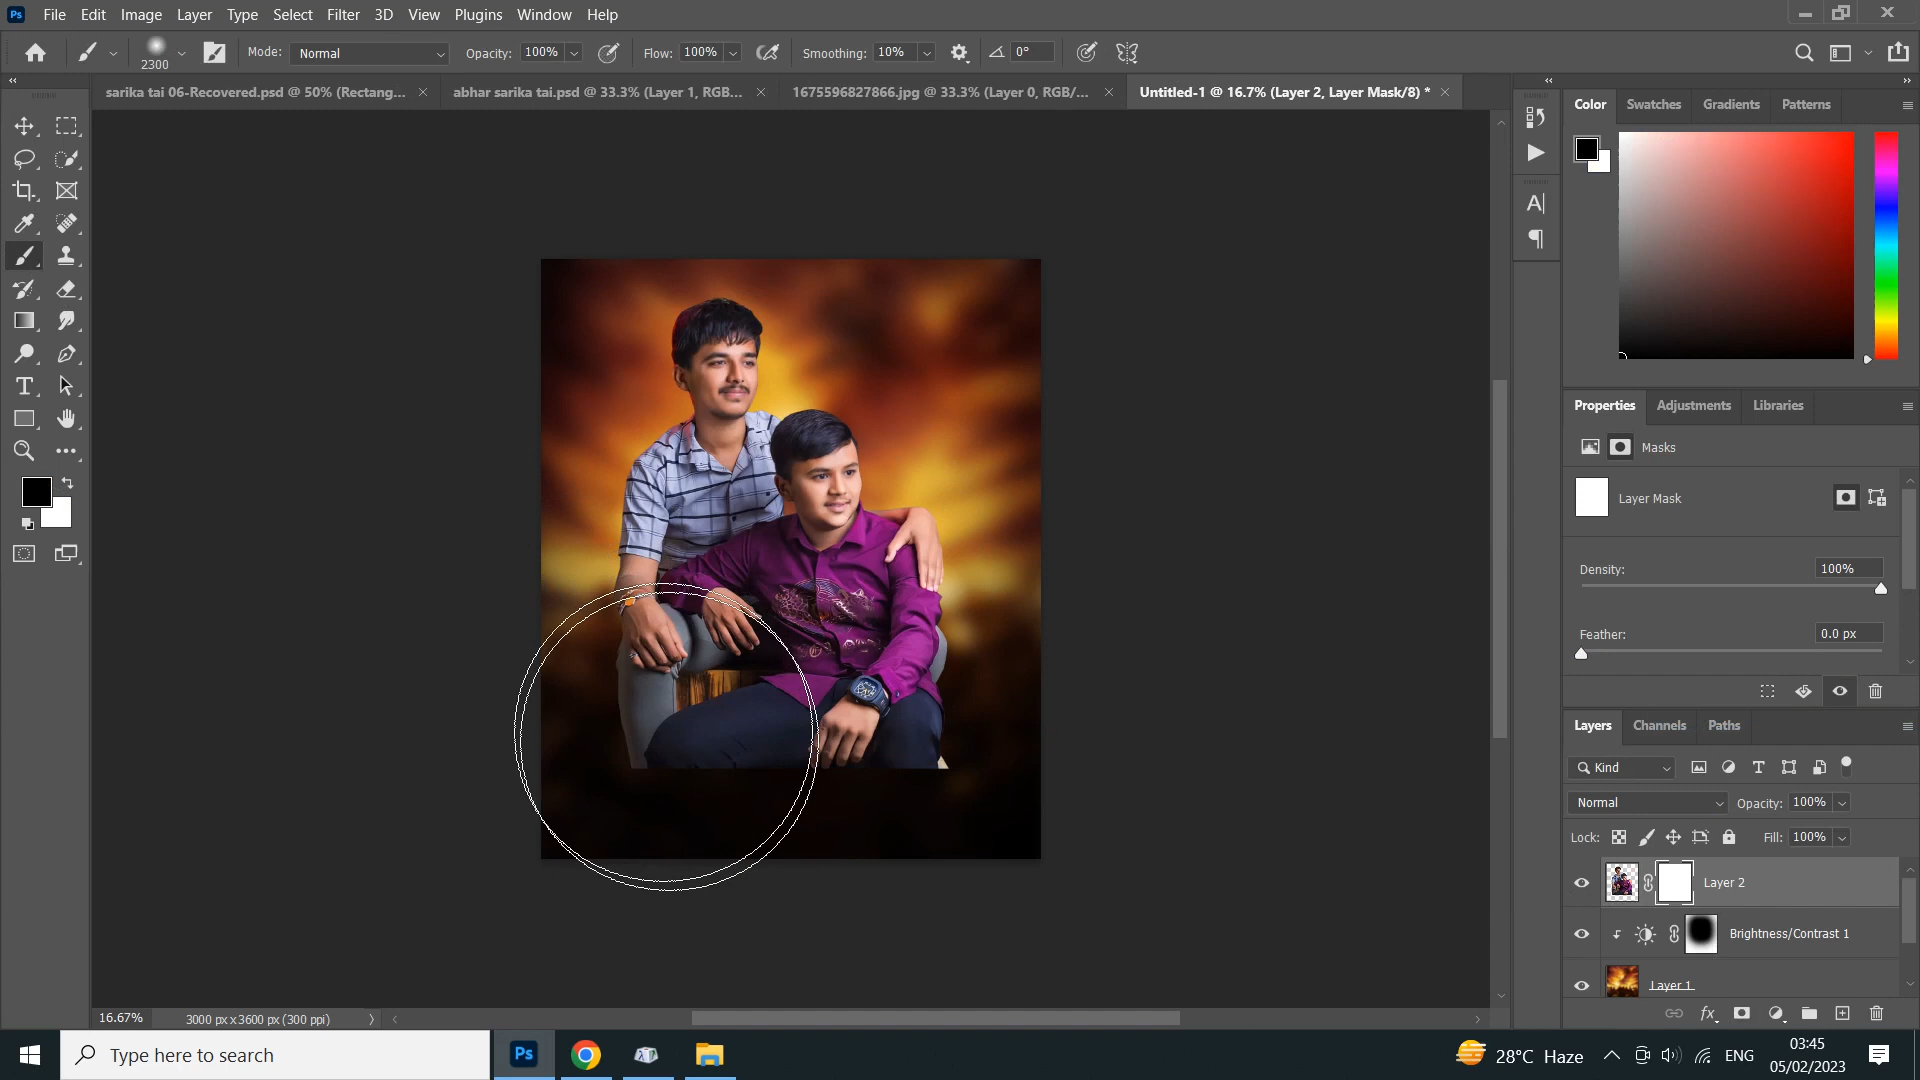 Ps File Edit Image Layer Type Select Filter 3D View Plugins Window Help
2300 Mode: Normal Opacity: 100% Flow: 100% Smoothing: 10% 0°
sarika tai 06-Recovered.psd @ 50% (Rectang... abhar sarika tai.psd @ 33.3% (Layer 1, RGB... 1675596827866.jpg @ 33.3% (Layer 0, RGB/... Untitled-1 @ 16.7% (Layer 2, Layer Mask/8) *
Color Swatches Gradients Patterns
Properties Adjustments Libraries
Masks
Layer Mask
Density: 100%
Feather: 0.0 px
Layers Channels Paths
Kind
Normal Opacity: 100%
Lock: Fill: 100%
Layer 2
Brightness/Contrast 1
Layer 1
16.67% 3000 px x 3600 px (300 ppi)
Type here to search
Ps
28°C Haze ENG
03:45
05/02/2023